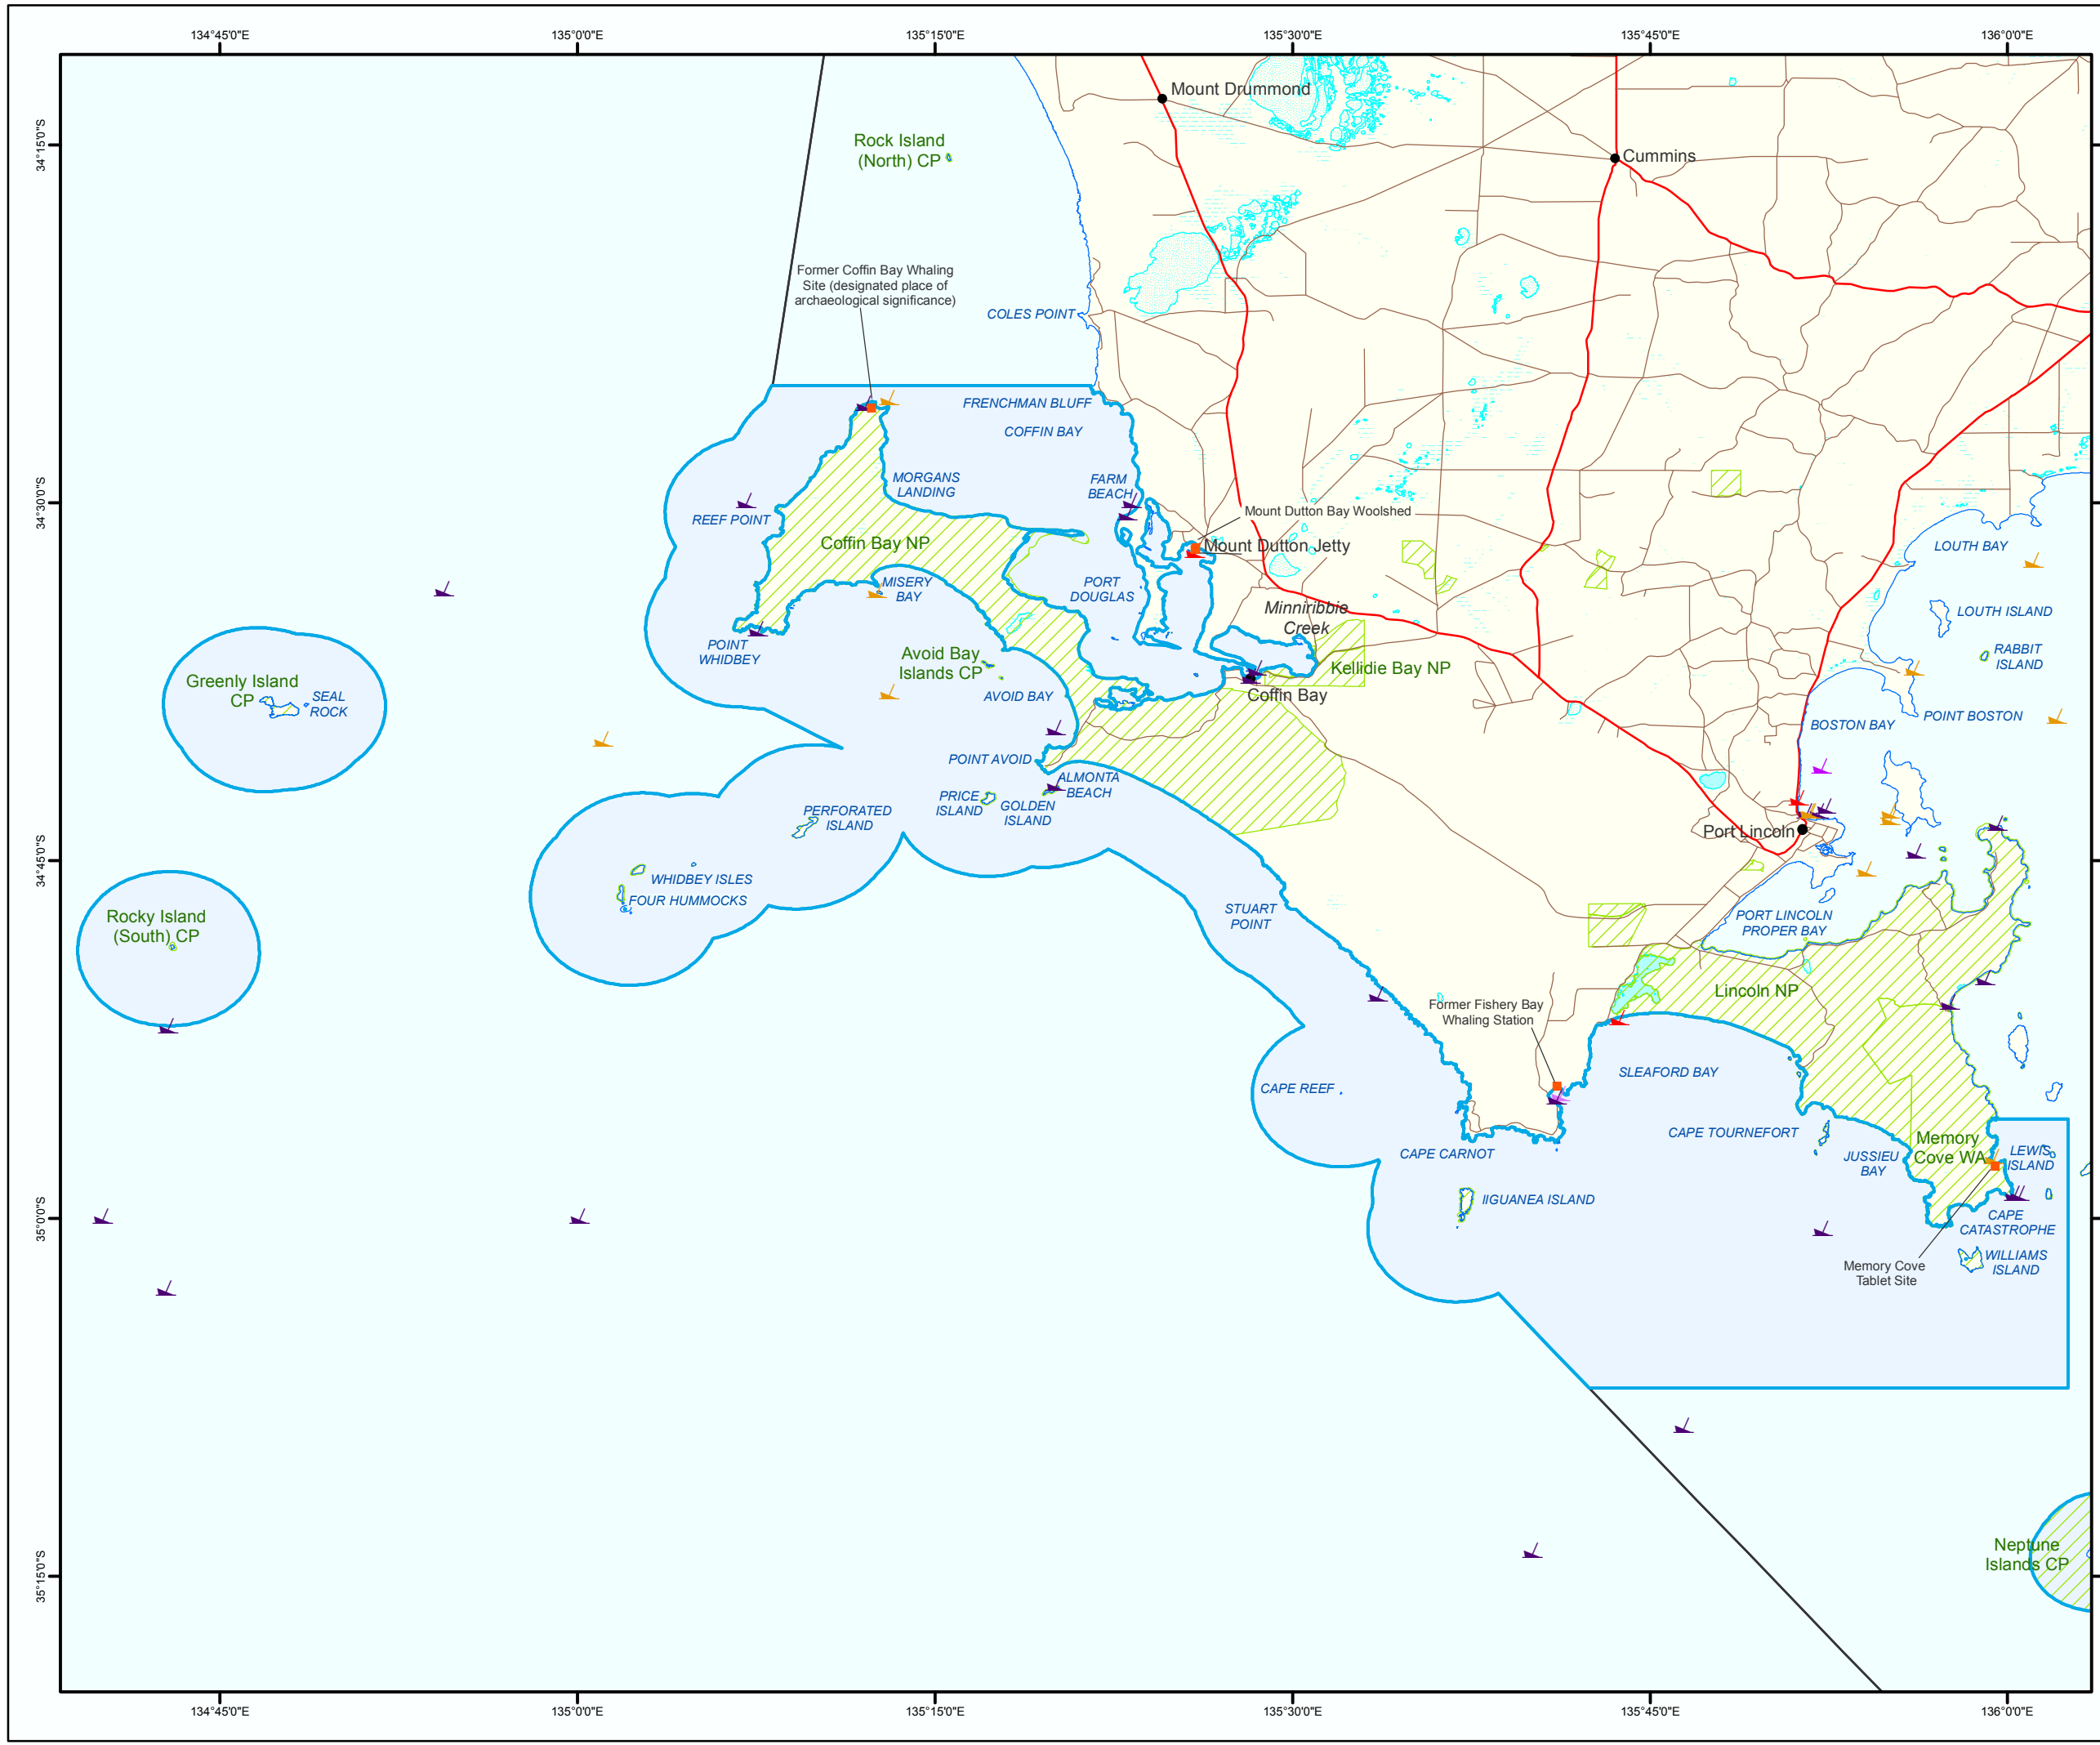 134°45'0"E
135°0'0"E
135°15'0"E
135°30'0"E
135°45'0"E
136°0'0"E
34°15'0"S
34°30'0"S
34°45'0"S
35°0'0"S
35°15'0"S
Mount Drummond
Rock Island
(North) CP
Cummins
Former Coffin Bay Whaling
Site (designated place of
archaeological significance)
COLES POINT
FRENCHMAN BLUFF
COFFIN BAY
MORGANS
LANDING
FARM
BEACH
REEF POINT
Mount Dutton Bay Woolshed
Coffin Bay NP
Mount Dutton Jetty
LOUTH BAY
MISERY
BAY
PORT
DOUGLAS
Minniribbie
Creek
LOUTH ISLAND
POINT
WHIDBEY
Avoid Bay
Islands CP
Kellidie Bay NP
RABBIT
ISLAND
Greenly Island
CP
SEAL
ROCK
AVOID BAY
Coffin Bay
BOSTON BAY
POINT BOSTON
POINT AVOID
ALMONTA
BEACH
PRICE
ISLAND
GOLDEN
ISLAND
PERFORATED
ISLAND
Port Lincoln
WHIDBEY ISLES
FOUR HUMMOCKS
Rocky Island
(South) CP
STUART
POINT
PORT LINCOLN
PROPER BAY
Lincoln NP
Former Fishery Bay
Whaling Station
SLEAFORD BAY
CAPE REEF
CAPE TOURNEFORT
CAPE CARNOT
JUSSIEU
BAY
Memory
Cove WA
LEWIS
ISLAND
IIGUANEA ISLAND
CAPE
CATASTROPHE
WILLIAMS
ISLAND
Memory Cove
Tablet Site
Neptune
Islands CP
134°45'0"E
135°0'0"E
135°15'0"E
135°30'0"E
135°45'0"E
136°0'0"E